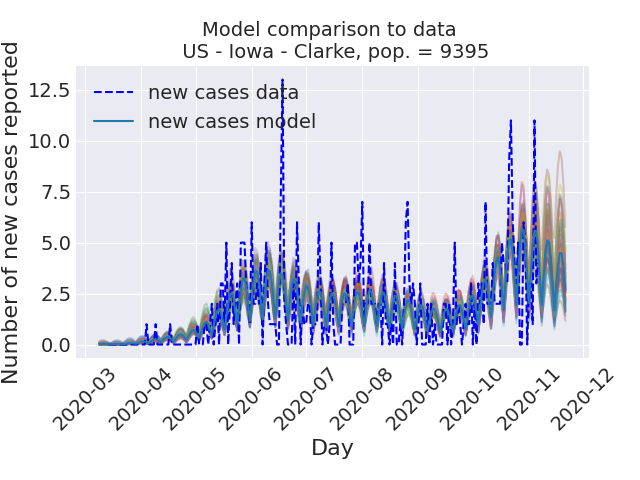 Model comparison to data
US - Iowa - Clarke, pop. = 9395
Number of new cases reported
12.5
10.0
7.5
5.0
2.5
0.0
new cases data
new cases model
2020-03
2020-04
2020-05
2020-06
2020-07
2020-08
2020-09
2020-10
2020-11
2020-12
Day